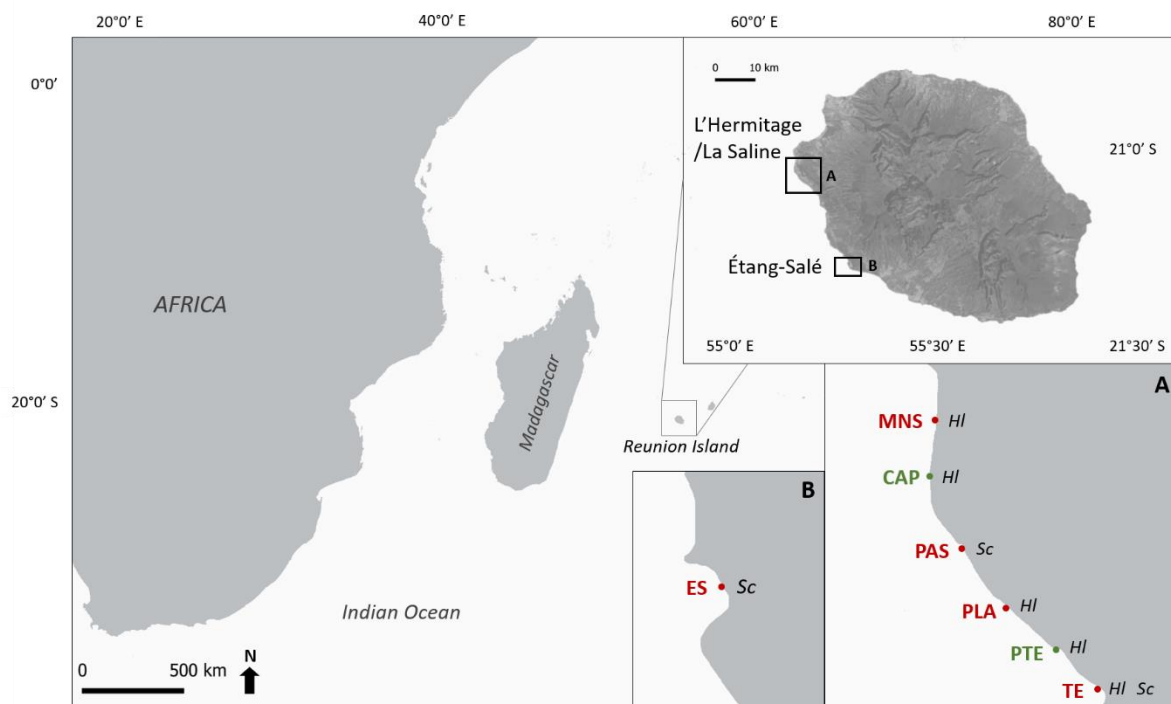 20°0′ E 40°0′ E 60°0′ E 80°0′ E
0°0′
0 10 km
L’Hermitage
/La Saline
A
21°0′ S
Étang-Salé
B
55°0′ E 55°30′ E 21°30′ S
AFRICA
Madagascar
20°0′ S
Reunion Island
Indian Ocean
N
0 500 km
B
ES Sc
A
MNS Hl
CAP Hl
PAS Sc
PLA Hl
PTE Hl
TE Hl Sc